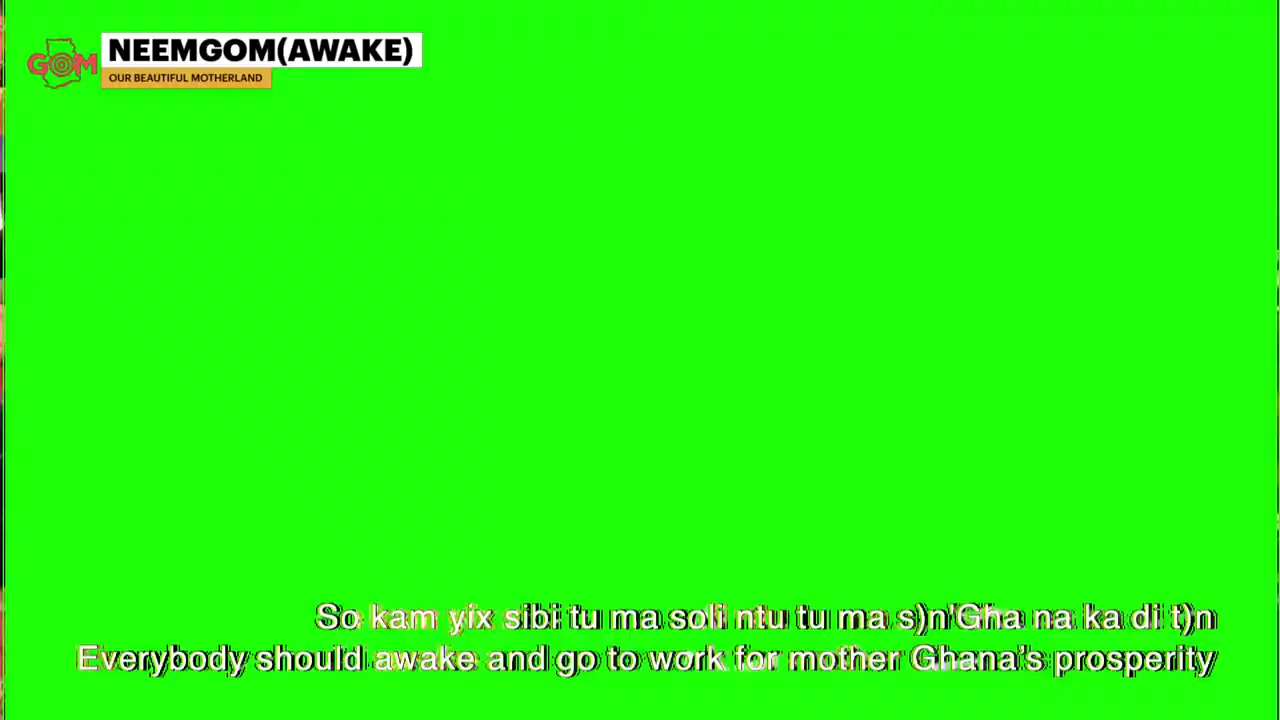 GOM
NEEMGOM(AWAKE)
OUR BEAUTIFUL MOTHERLAND
So kam yix sibi tu ma soli ntu tu ma s)n'Gha na ka di t)n
Everybody should awake and go to work for mother Ghana's prosperity